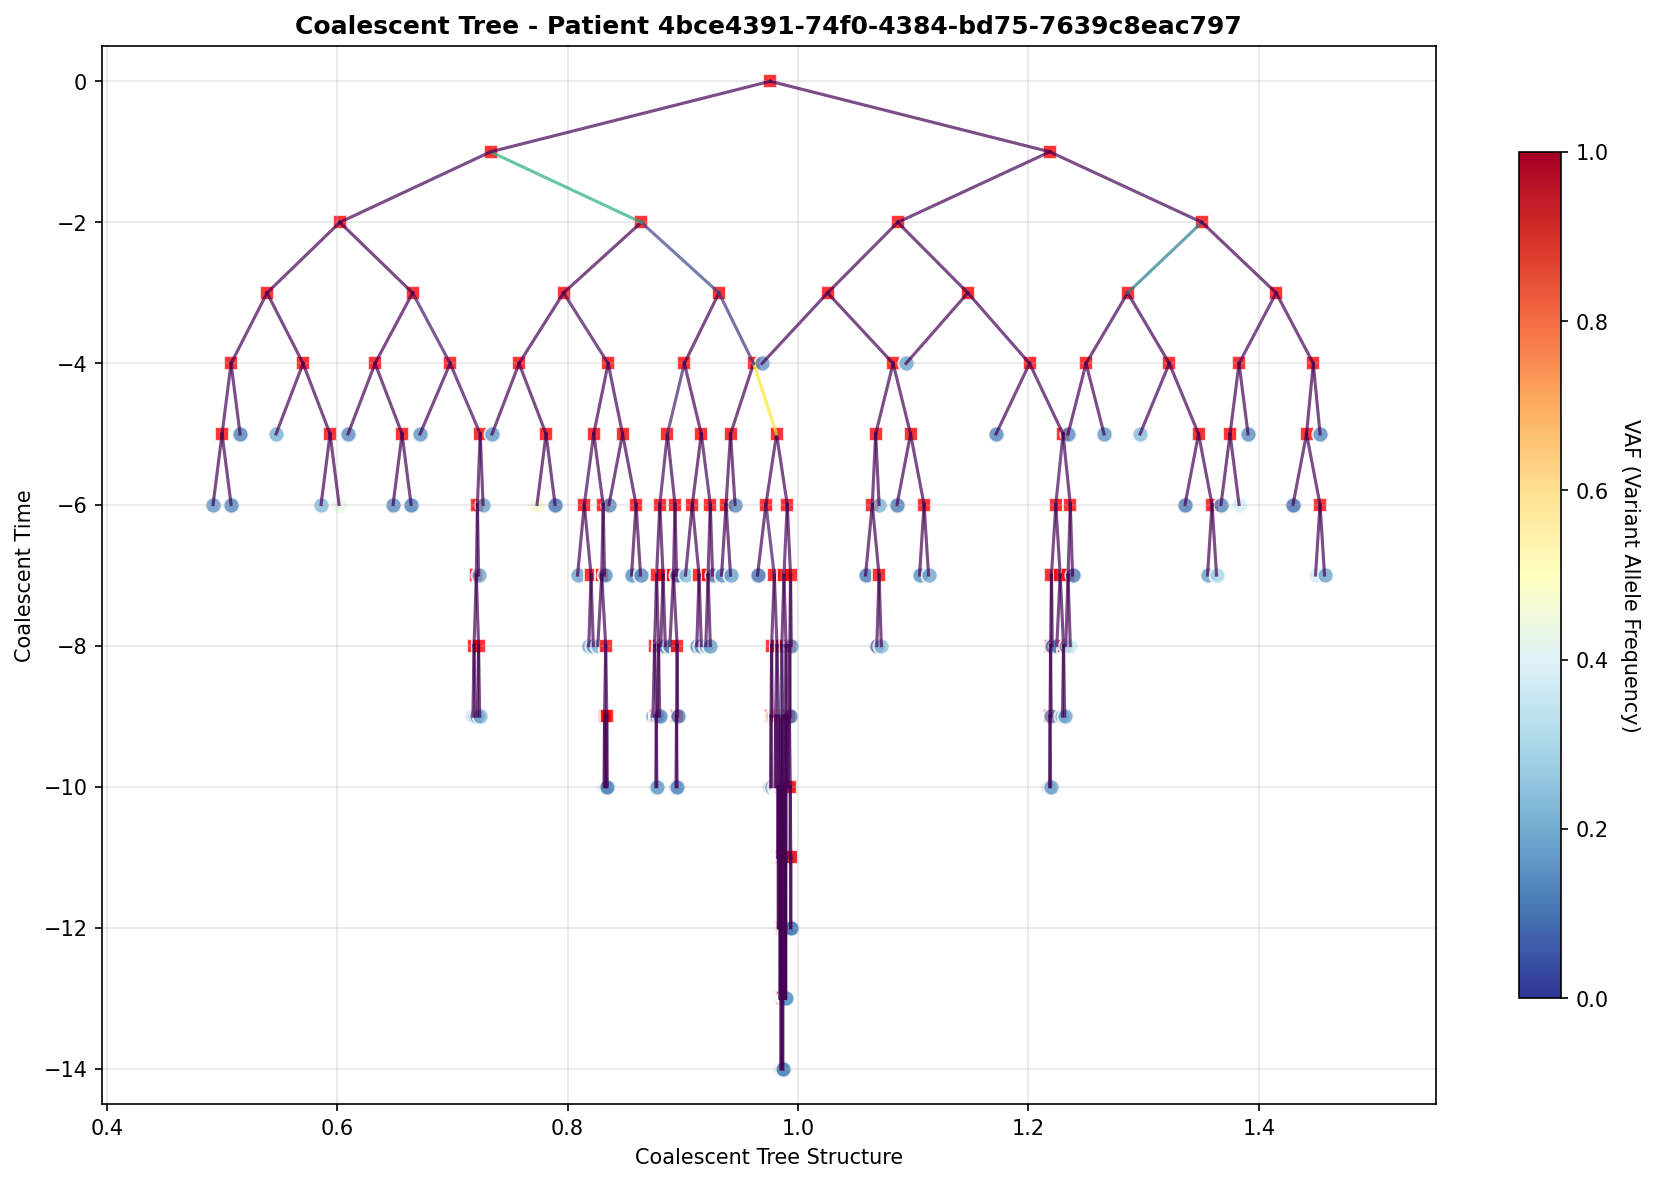 Coalescent Tree - Patient 4bce4391-74f0-4384-bd75-7639c8eac797
0
−2
−4
−6
−8
−10
−12
−14
Coalescent Time
0.4 0.6 0.8 1.0 1.2 1.4
Coalescent Tree Structure
1.0
0.8
0.6
0.4
0.2
0.0
VAF (Variant Allele Frequency)